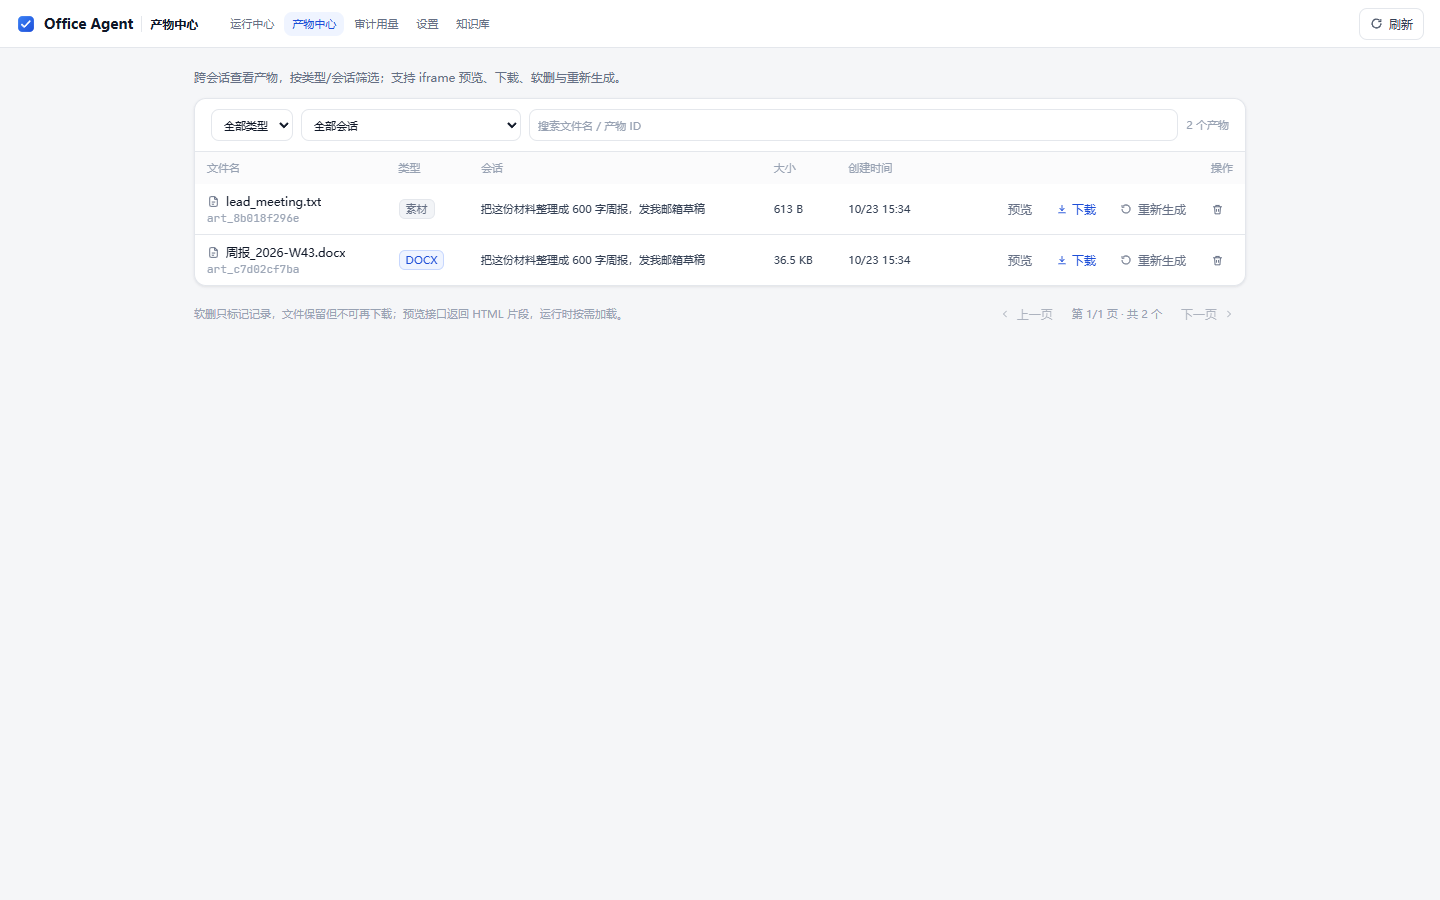 Office Agent 产物中心 运行中心 产物中心 审计用量 设置 知识库 刷新
跨会话查看产物，按类型/会话筛选；支持 iframe 预览、下载、软删与重新生成。
全部类型 全部会话 搜索文件名 / 产物 ID 2 个产物
文件名 类型 会话 大小 创建时间 操作
lead_meeting.txt
art_8b018f296e
素材 把这份材料整理成 600 字周报，发我邮箱草稿 613 B 10/23 15:34 预览 下载 重新生成
周报_2026-W43.docx
art_c7d02cf7ba
DOCX 把这份材料整理成 600 字周报，发我邮箱草稿 36.5 KB 10/23 15:34 预览 下载 重新生成
软删只标记记录，文件保留但不可再下载；预览接口返回 HTML 片段，运行时按需加载。
‹ 上一页 第 1/1 页 · 共 2 个 下一页 ›